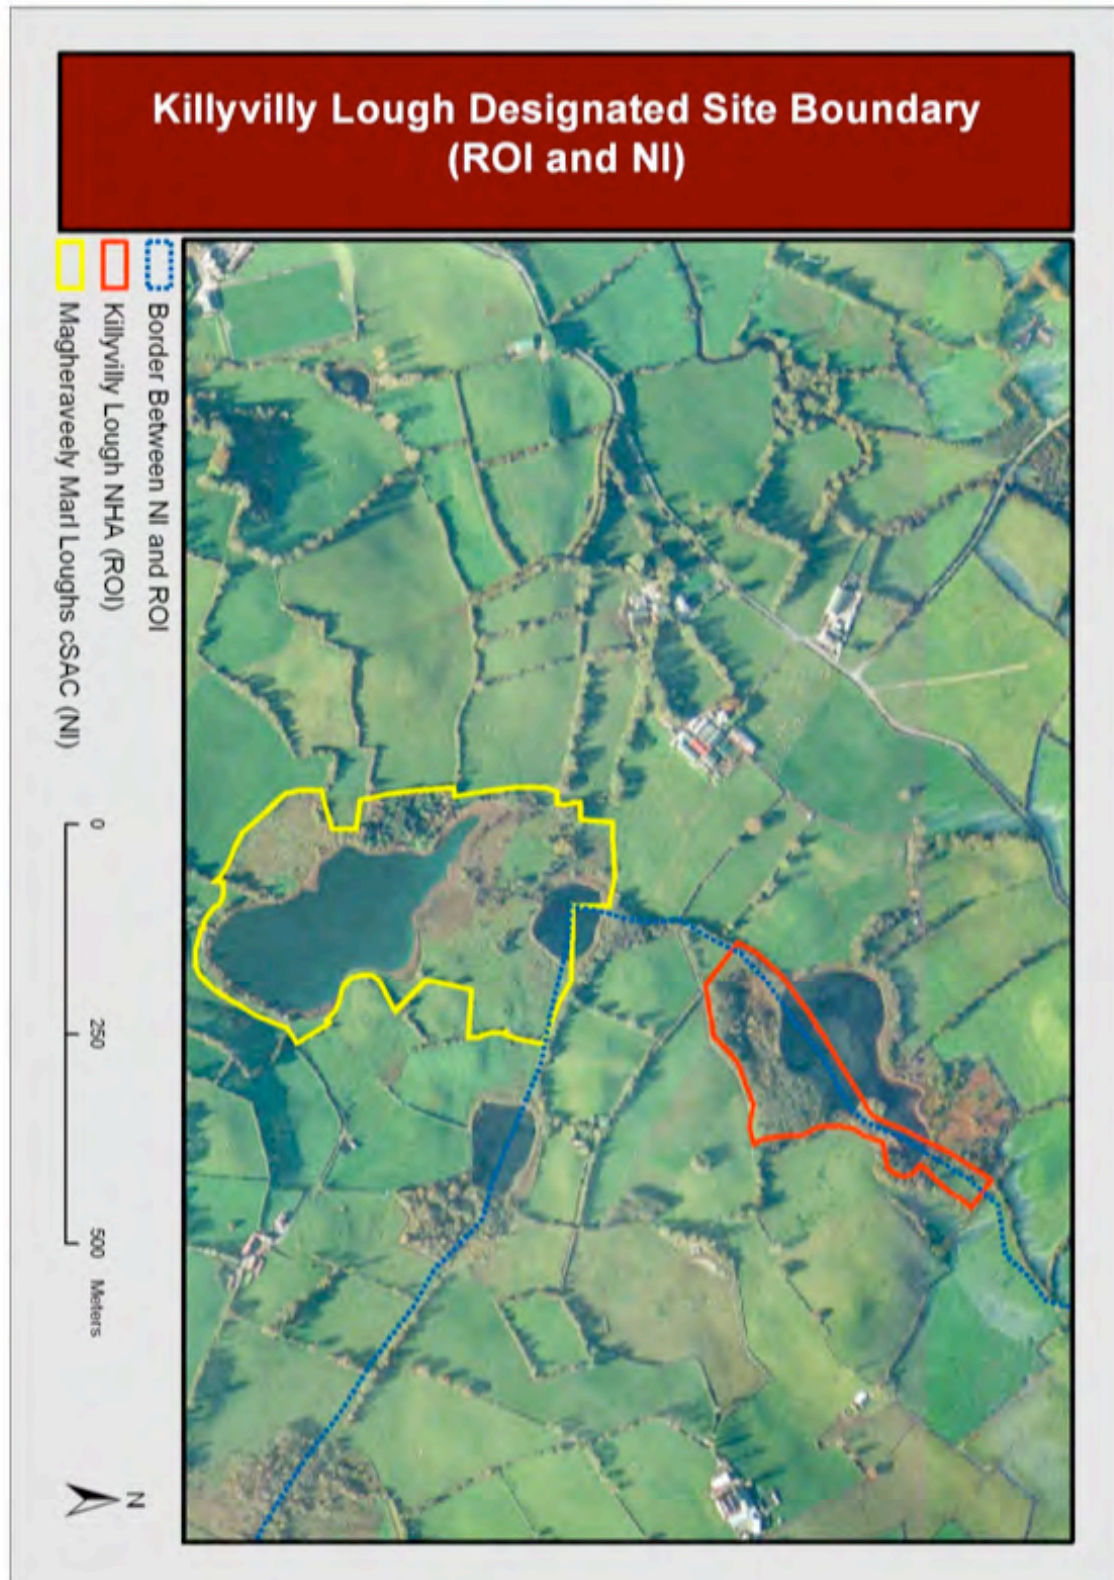 Killyvilly Lough Designated Site Boundary
(ROI and NI)
Border Between NI and ROI
Killyvilly Lough NHA (ROI)
Magheraveely Marl Loughs cSAC (NI)
0 250 500 Meters
N